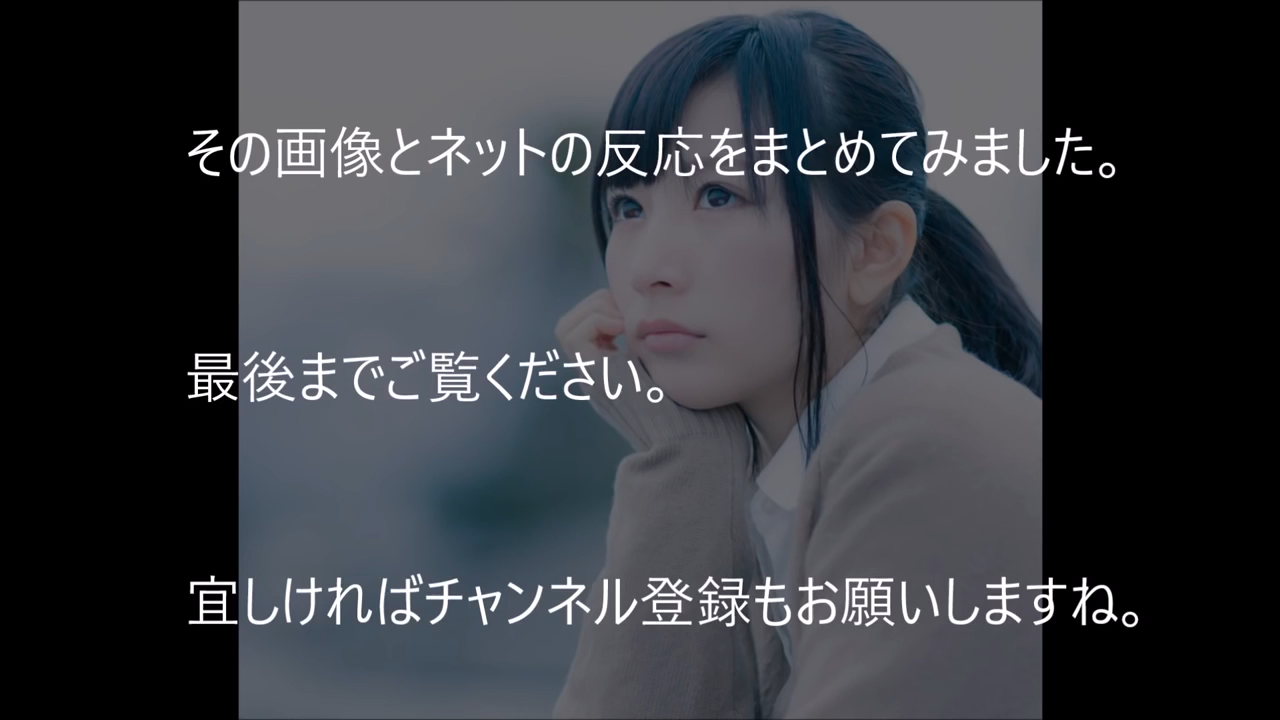 その画像とネットの反応をまとめてみました。
最後までご覧ください。
宜しければチャンネル登録もお願いしますね。